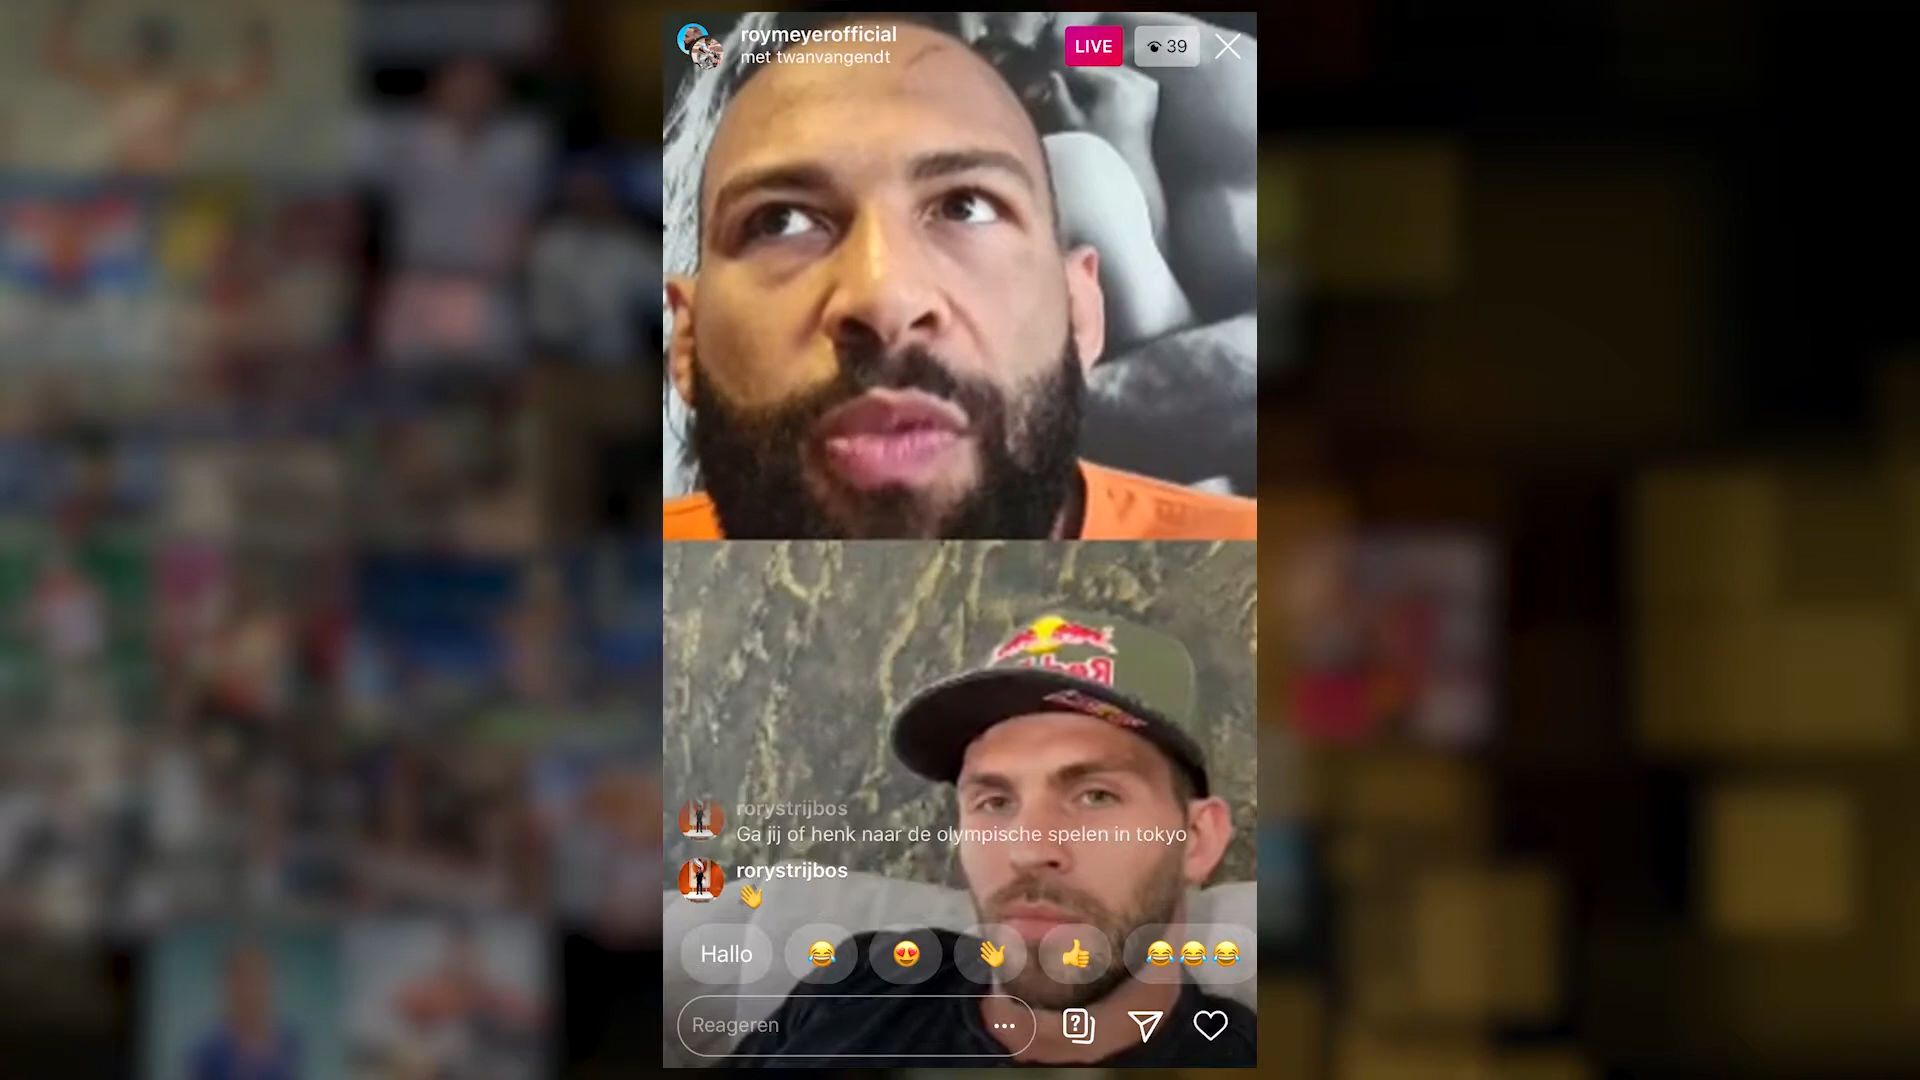 roymeyerofficial
met twanvangendt
LIVE
39
rorystrijbos
Ga jij of henk naar de olympische spelen in tokyo
rorystrijbos
👋
Hallo 😂 😍 👋 👍 😂😂😂
Reageren